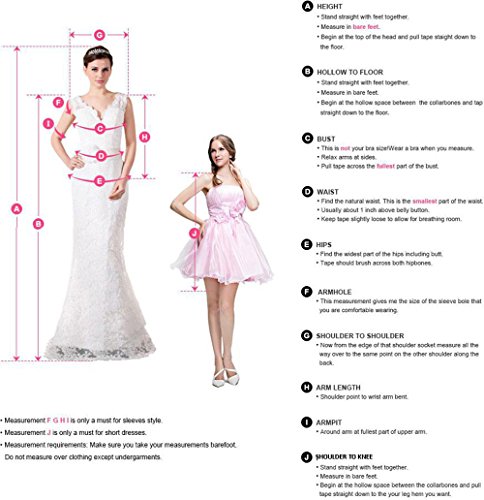 G
F
I
C
D
E
H
A
B
J
• Measurement F G H I is only a must for sleeves style.
• Measurement J is only a must for short dresses.
• Measurement requirements: Make sure you take your measurements barefoot.
Do not measure over clothing except undergarments.
A HEIGHT
• Stand straight with feet together.
• Measure in bare feet.
• Begin at the top of the head and pull tape straight down to
the floor.
B HOLLOW TO FLOOR
• Stand straight with feet together.
• Measure in bare feet.
• Begin at the hollow space between the collarbones and tap
straight down to the floor.
C BUST
• This is not your bra size!Wear a bra when you measure.
• Relax arms at sides.
• Pull tape across the fullest part of the bust.
D WAIST
• Find the natural waist. This is the smallest part of the waist.
• Usually about 1 inch above belly button.
• Keep tape slightly loose to allow for breathing room.
E HIPS
• Find the widest part of the hips including butt.
• Tape should brush across both hipbones.
F ARMHOLE
• This measurement gives me the size of the sleeve bole that
you are comfortable wearing.
G SHOULDER TO SHOULDER
• Now from the edge of that shoulder socket measure all the
way over to the same point on the other shoulder along the
back.
H ARM LENGTH
• Shoulder point to wrist arm bent.
I ARMPIT
• Around arm at fullest part of upper arm.
J SHOULDER TO KNEE
• Stand straight with feet together.
• Measure in bare feet.
• Begin at the hollow space between the collarbones and pull
tape straight down to the your leg hem you want.